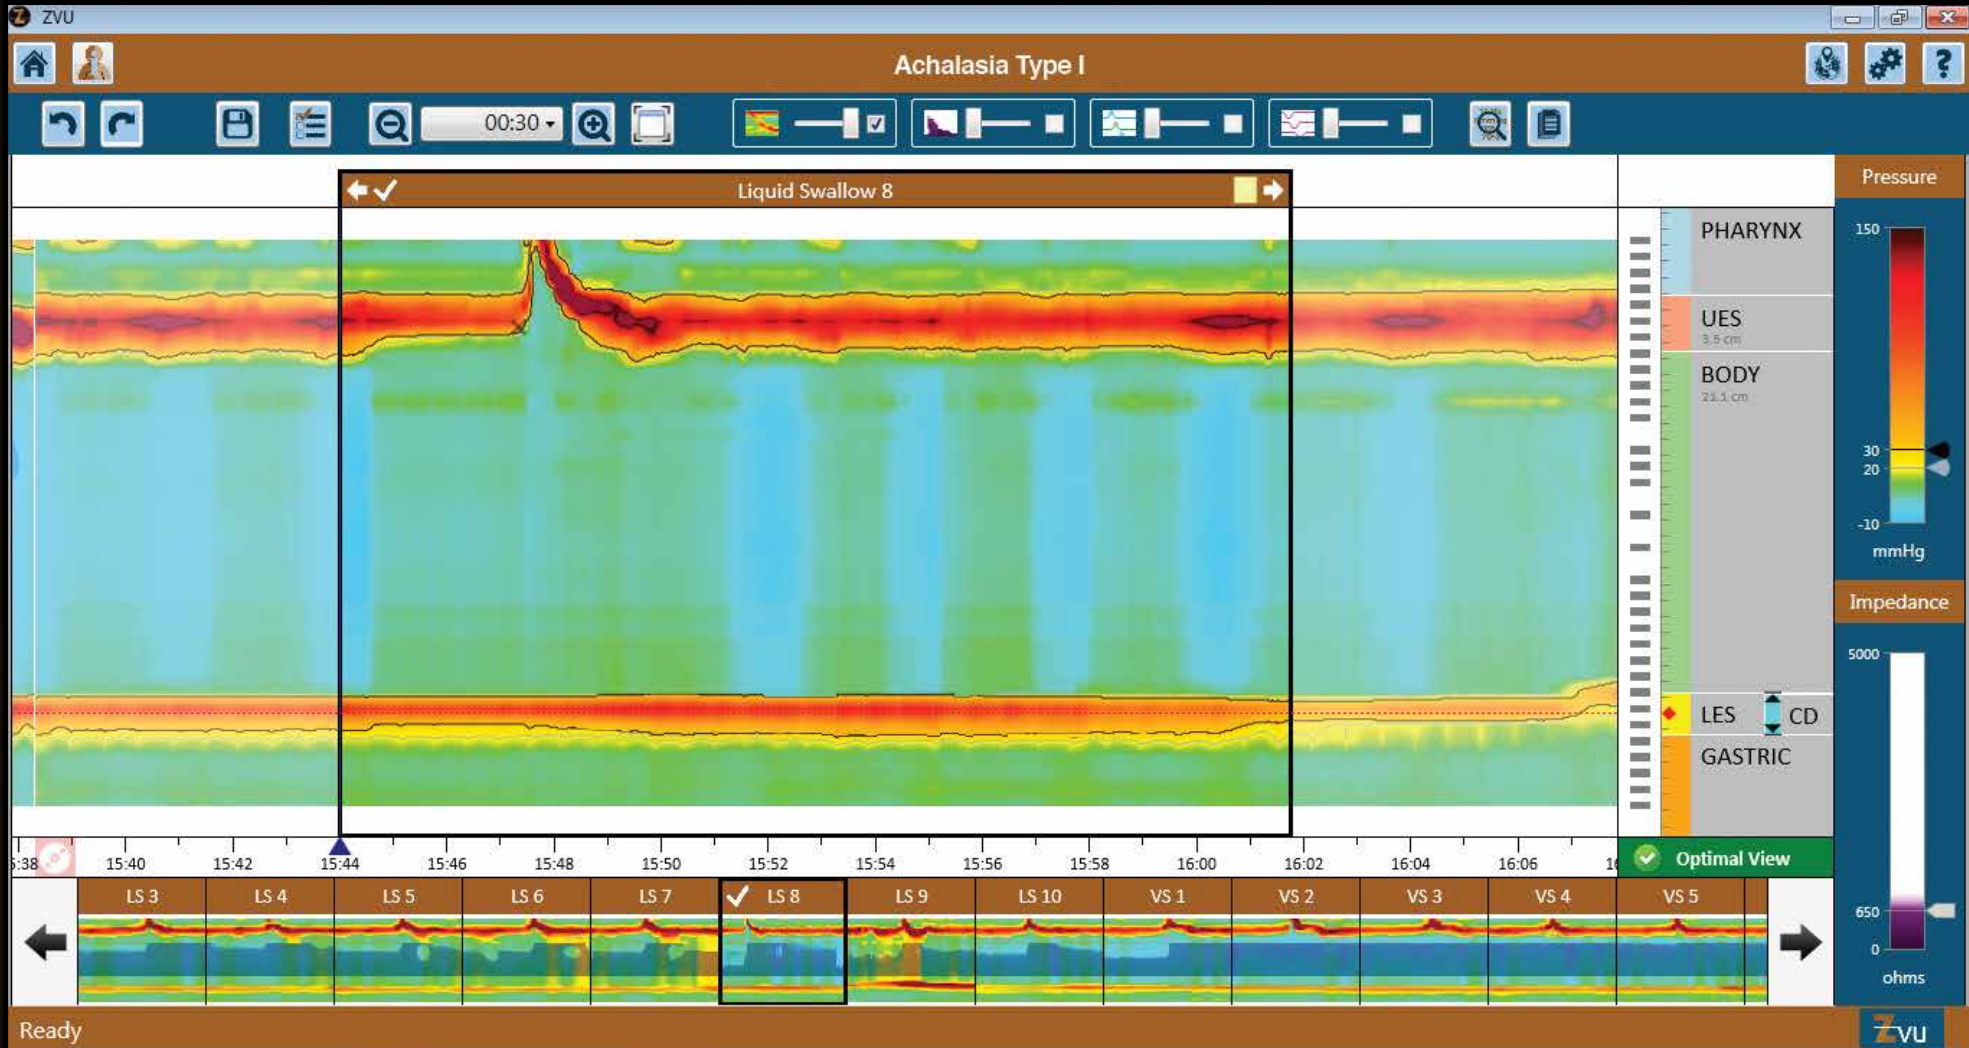 ZVU
Achalasia Type I
00:30
Liquid Swallow 8
Pressure
PHARYNX
150
UES
3.5 cm
BODY
21.1 cm
30
20
-10
mmHg
Impedance
5000
LES CD
GASTRIC
:38 15:40 15:42 15:44 15:46 15:48 15:50 15:52 15:54 15:56 15:58 16:00 16:02 16:04 16:06
Optimal View
LS 3 LS 4 LS 5 LS 6 LS 7 LS 8 LS 9 LS 10 VS 1 VS 2 VS 3 VS 4 VS 5
650
0
ohms
Ready
ZVU